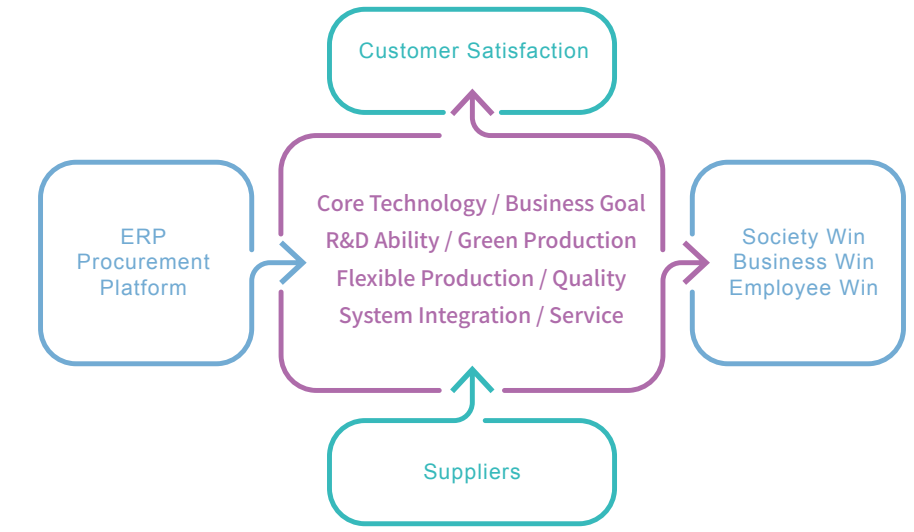 Customer Satisfaction
ERP
Procurement
Platform
Core Technology / Business Goal
R&D Ability / Green Production
Flexible Production / Quality
System Integration / Service
Society Win
Business Win
Employee Win
Suppliers